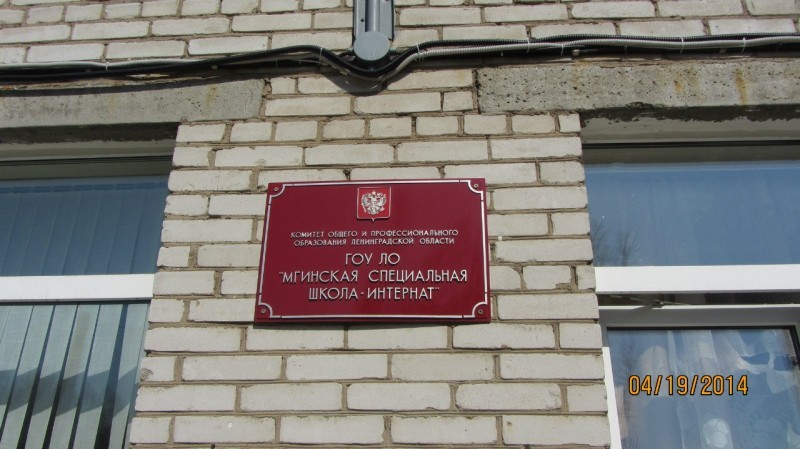 КОМИТЕТ ОБЩЕГО И ПРОФЕССИОНАЛЬНОГО
ОБРАЗОВАНИЯ ЛЕНИНГРАДСКОЙ ОБЛАСТИ
ГОУ ЛО
"МГИНСКАЯ СПЕЦИАЛЬНАЯ
ШКОЛА-ИНТЕРНАТ"
04/19/2014